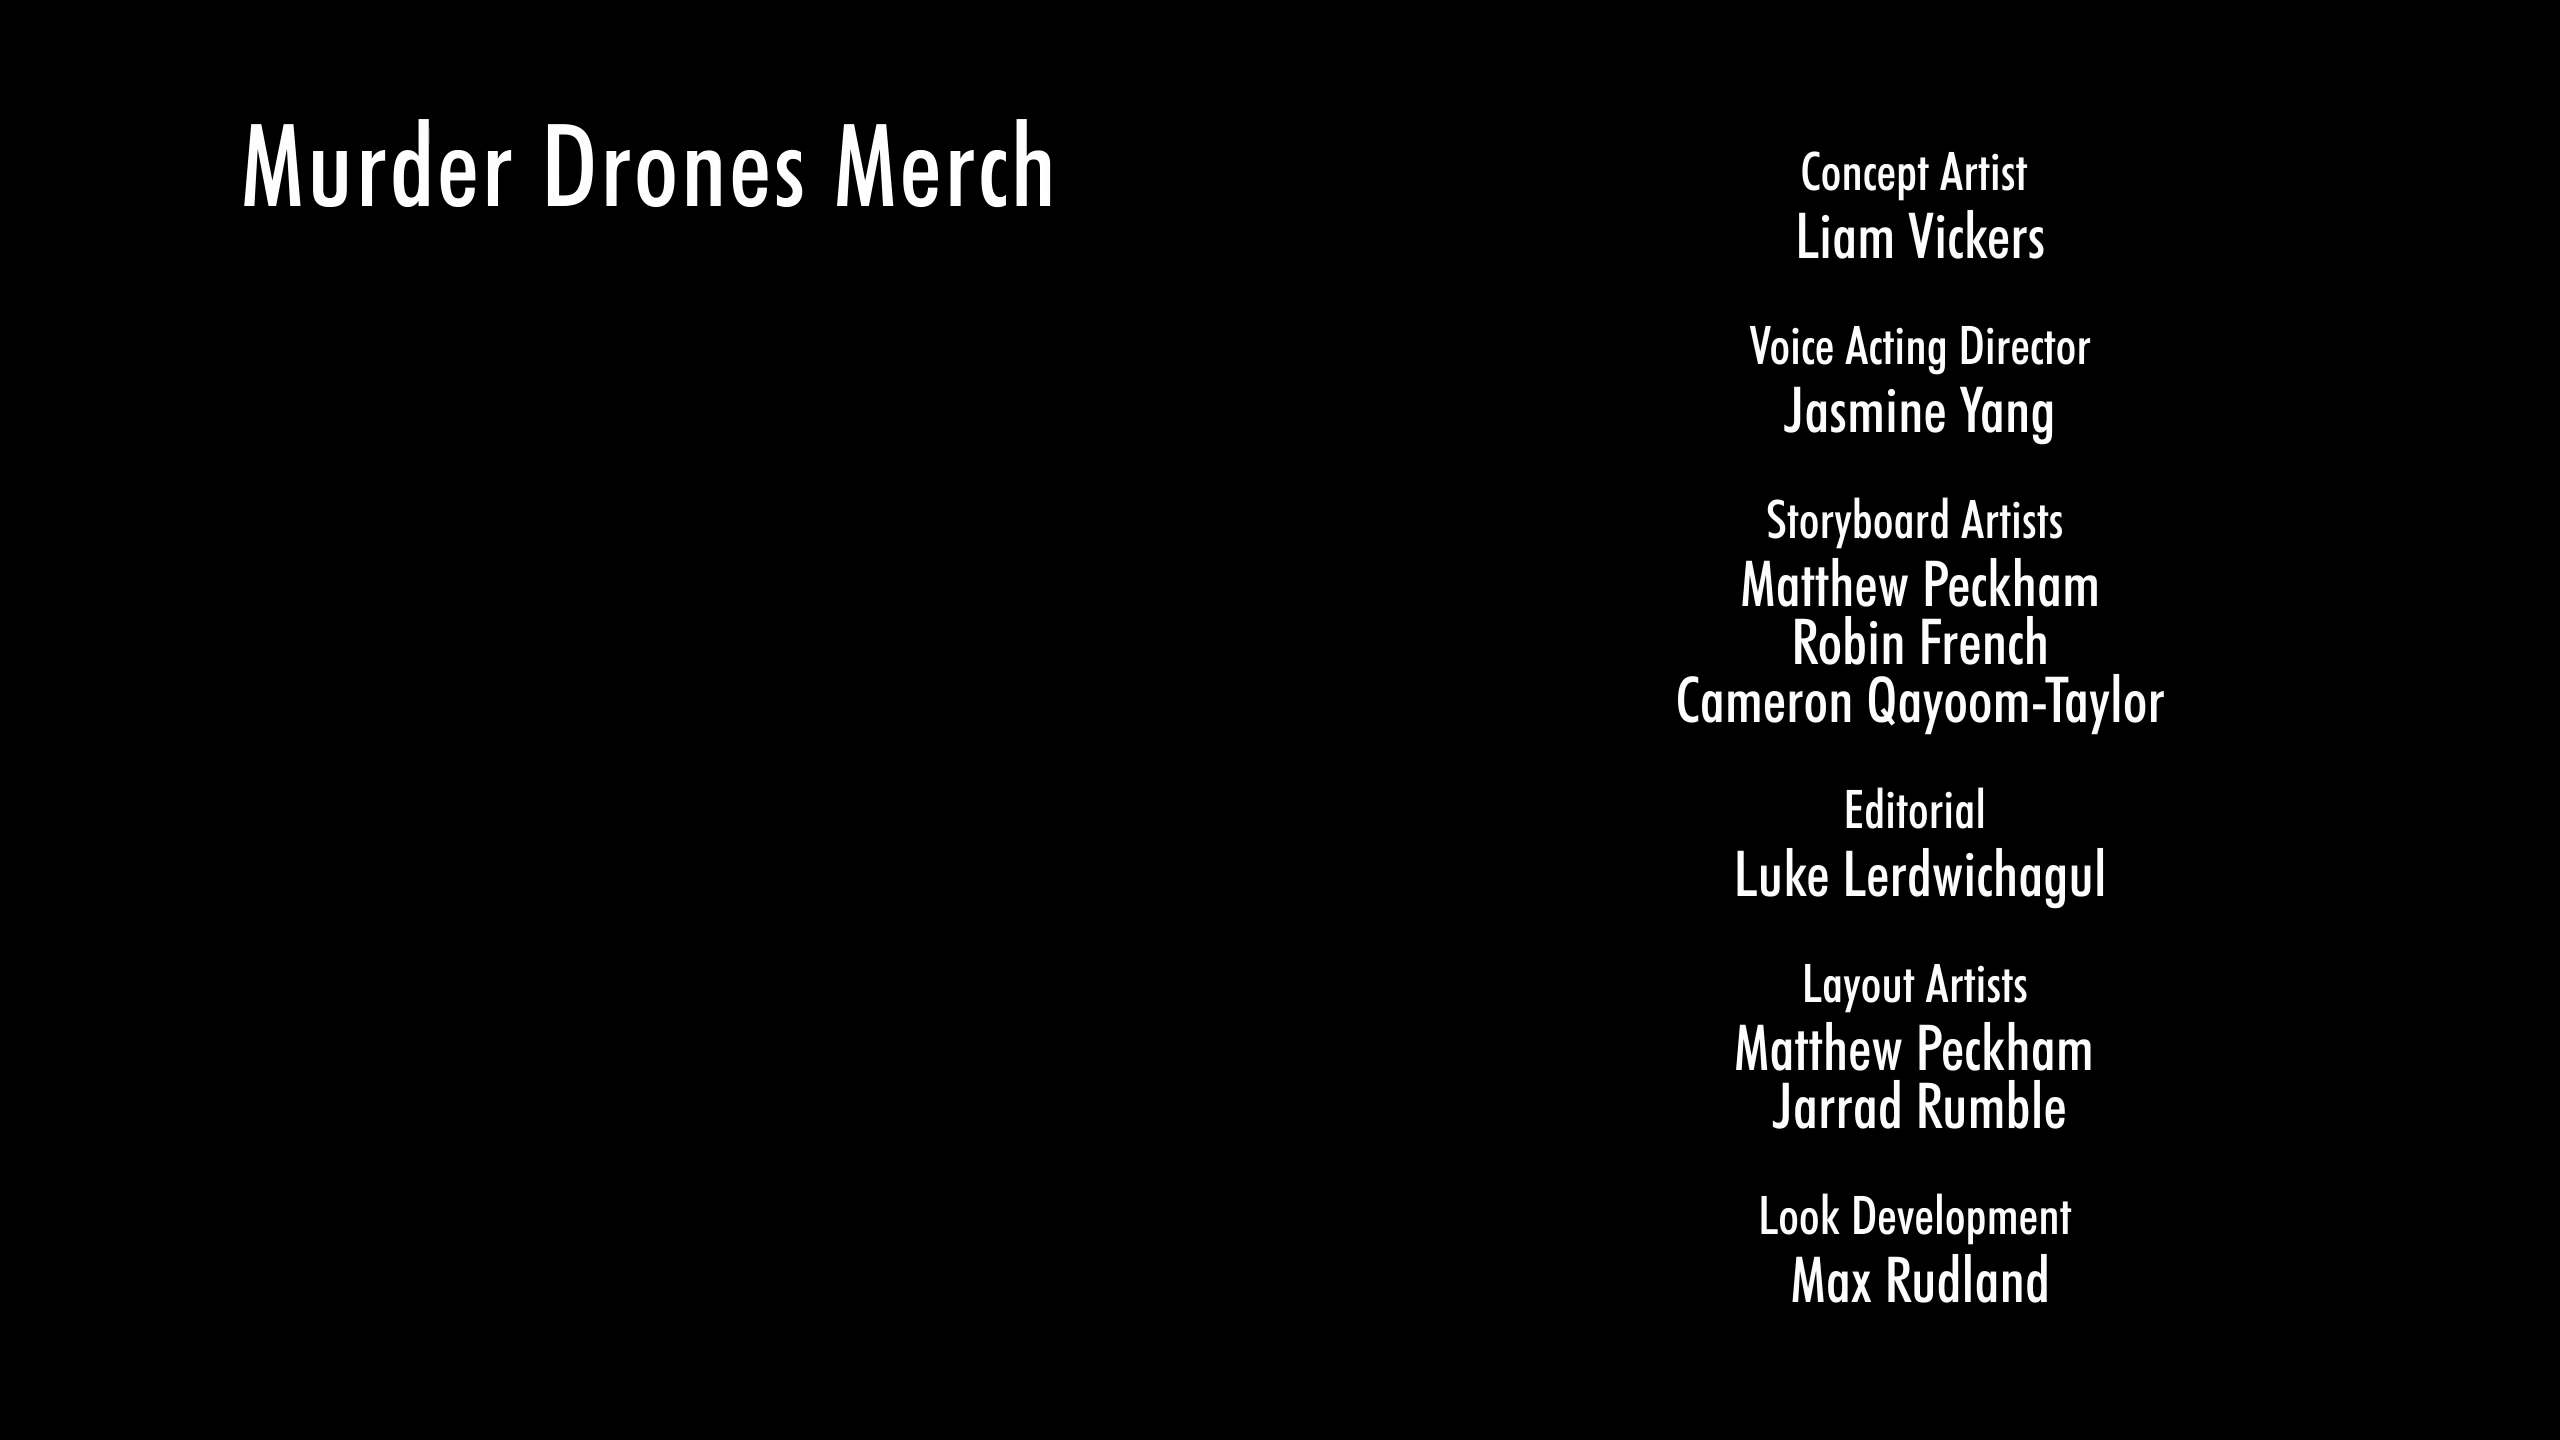 Murder Drones Merch
Concept Artist
Liam Vickers
Voice Acting Director
Jasmine Yang
Storyboard Artists
Matthew Peckham
Robin French
Cameron Qayoom-Taylor
Editorial
Luke Lerdwichagul
Layout Artists
Matthew Peckham
Jarrad Rumble
Look Development
Max Rudland